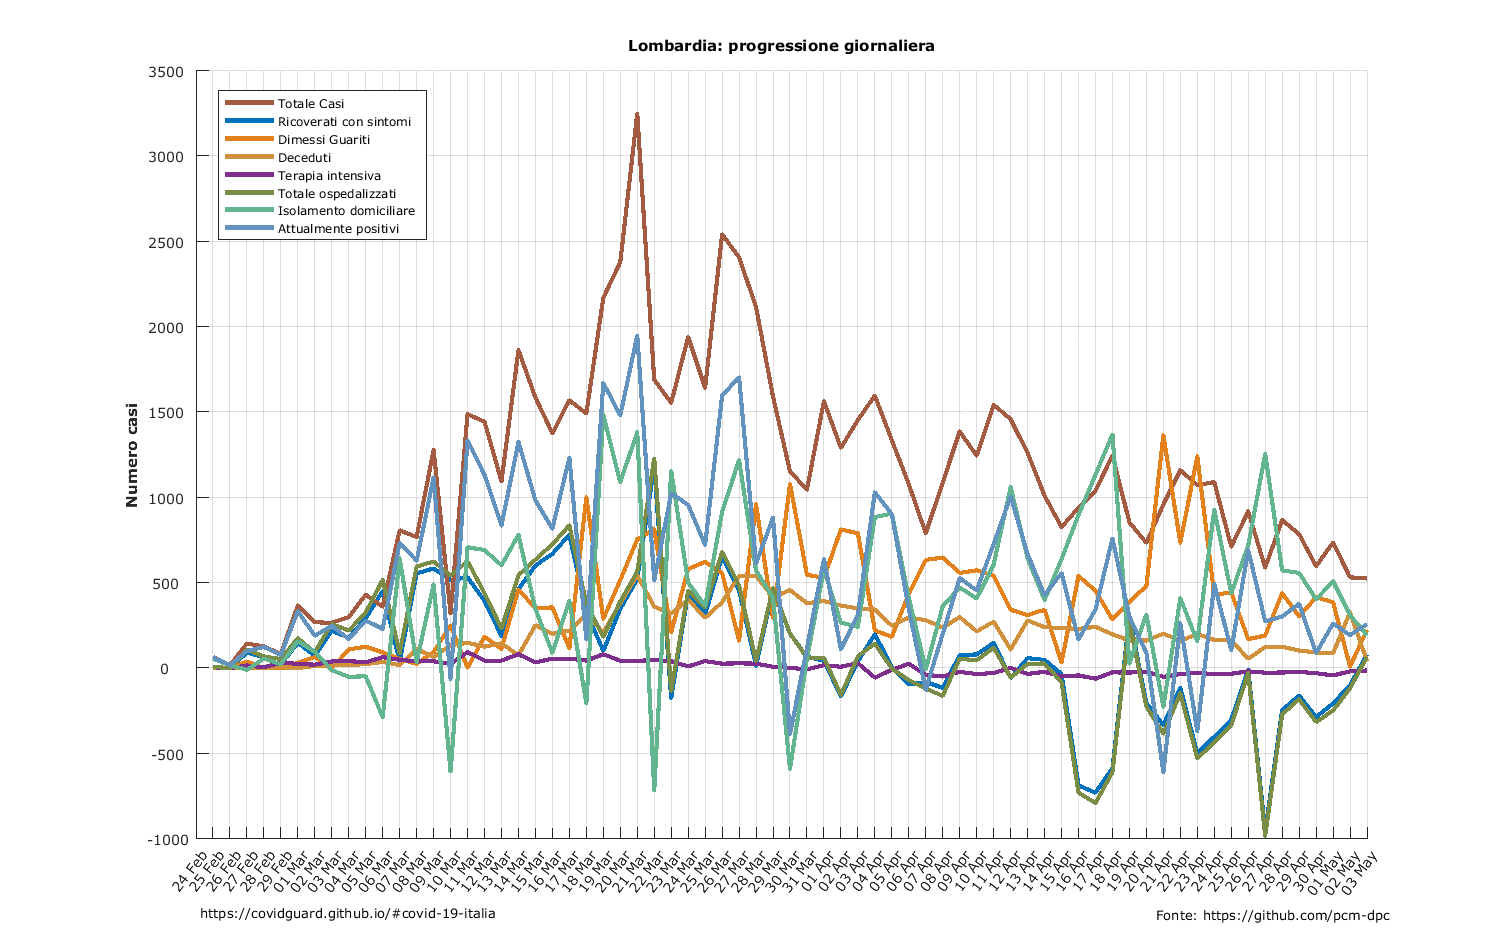 Lombardia: progressione giornaliera
3500
3000
2500
2000
1500
1000
500
0
-500
-1000
Numero casi
Totale Casi
Ricoverati con sintomi
Dimessi Guariti
Deceduti
Terapia intensiva
Totale ospedalizzati
Isolamento domiciliare
Attualmente positivi
24 Feb
25 Feb
26 Feb
27 Feb
28 Feb
29 Feb
01 Mar
02 Mar
03 Mar
04 Mar
05 Mar
06 Mar
07 Mar
08 Mar
09 Mar
10 Mar
11 Mar
12 Mar
13 Mar
14 Mar
15 Mar
16 Mar
17 Mar
18 Mar
19 Mar
20 Mar
21 Mar
22 Mar
23 Mar
24 Mar
25 Mar
26 Mar
27 Mar
28 Mar
29 Mar
30 Mar
31 Mar
01 Apr
02 Apr
03 Apr
04 Apr
05 Apr
06 Apr
07 Apr
08 Apr
09 Apr
10 Apr
11 Apr
12 Apr
13 Apr
14 Apr
15 Apr
16 Apr
17 Apr
18 Apr
19 Apr
20 Apr
21 Apr
22 Apr
23 Apr
24 Apr
25 Apr
26 Apr
27 Apr
28 Apr
29 Apr
30 Apr
01 May
02 May
03 May
https://covidguard.github.io/#covid-19-italia
Fonte: https://github.com/pcm-dpc